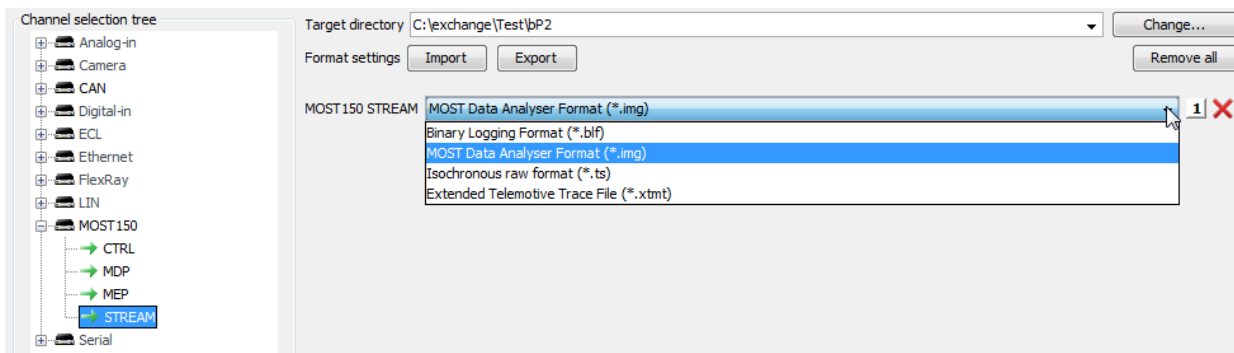 Channel selection tree
Analog-in
Camera
CAN
Digital-in
ECL
Ethernet
FlexRay
LIN
MOST150
CTRL
MDP
MEP
STREAM
Serial
Target directory C:\exchange\Test\bP2 Change...
Format settings Import Export Remove all
MOST150 STREAM MOST Data Analyser Format (*.img) 1
Binary Logging Format (*.blf)
MOST Data Analyser Format (*.img)
Isochronous raw format (*.ts)
Extended Telemotive Trace File (*.xtmt)